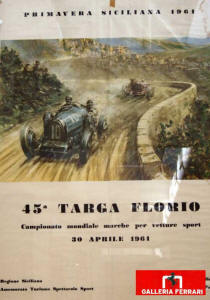 PRIMAVERA SICILIANA 1961
45ª TARGA FLORIO
Campionato mondiale marche per vetture sport
30 APRILE 1961
Regione Siciliana
Assessorato Turismo Spettacolo Sport
GALLERIA FERRARI